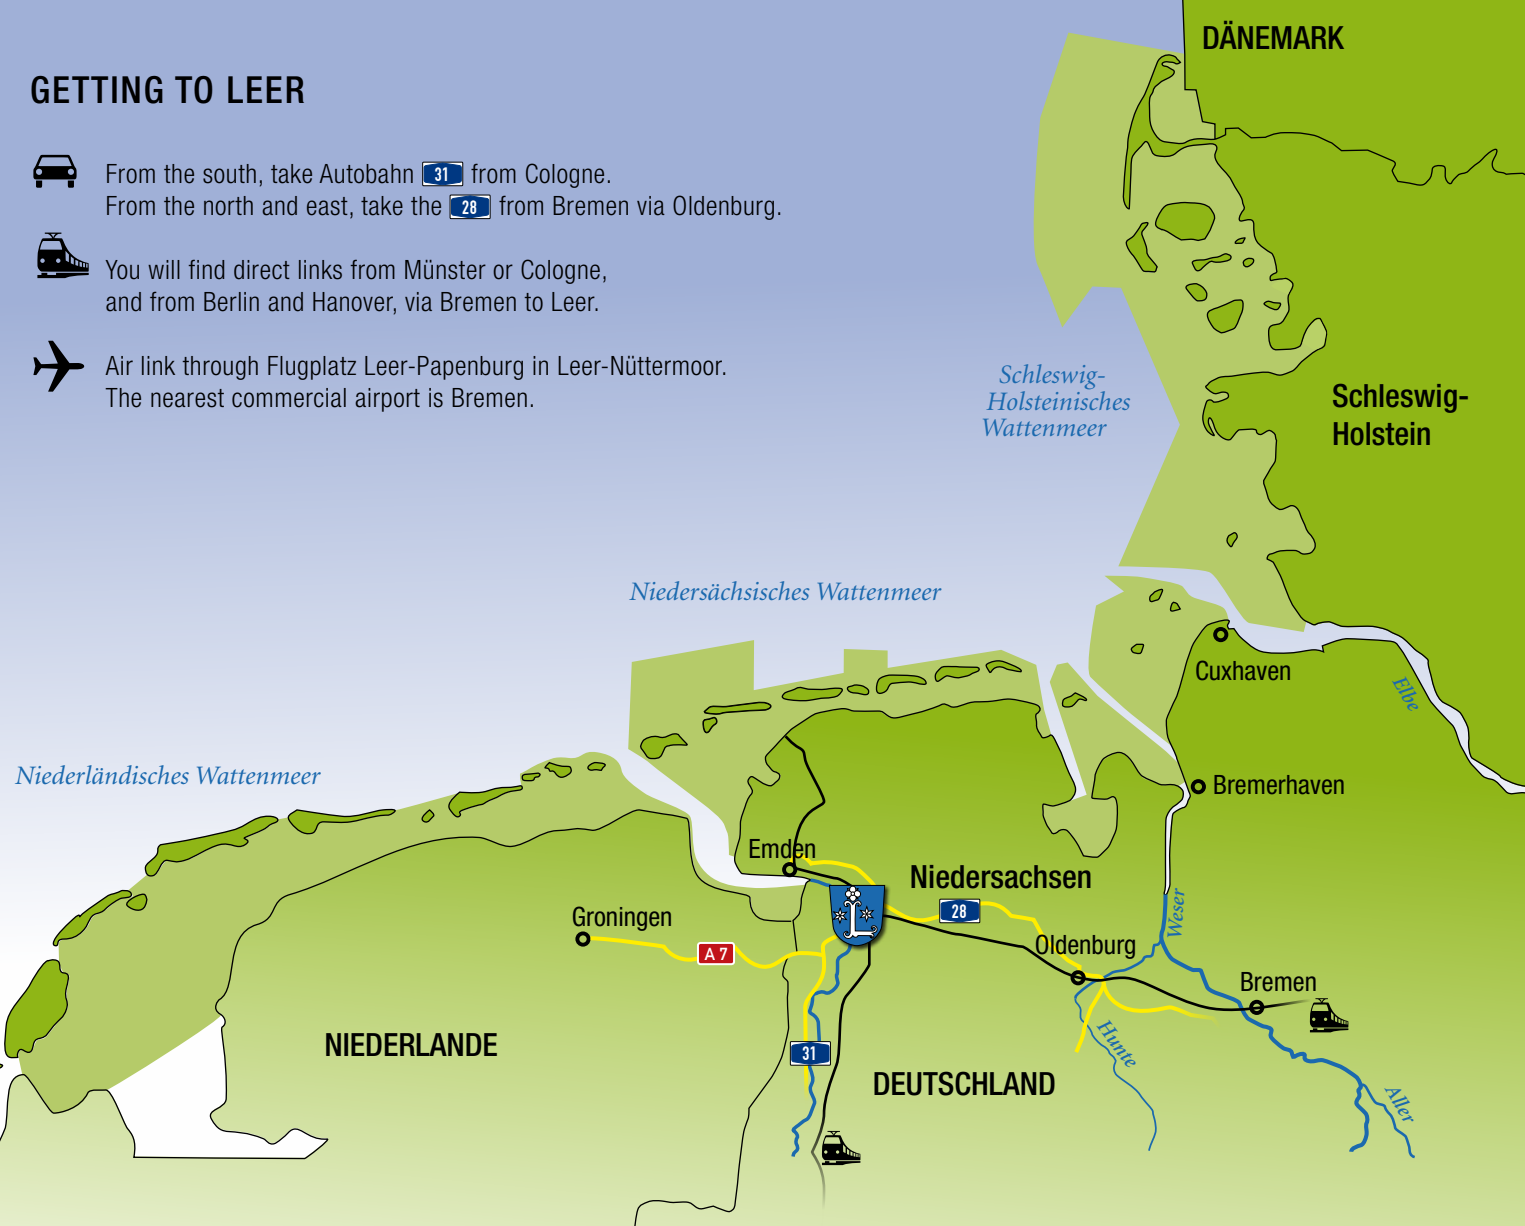 DÄNEMARK
GETTING TO LEER
From the south, take Autobahn 31 from Cologne.
From the north and east, take the 28 from Bremen via Oldenburg.
You will find direct links from Münster or Cologne,
and from Berlin and Hanover, via Bremen to Leer.
Air link through Flugplatz Leer-Papenburg in Leer-Nüttermoor.
The nearest commercial airport is Bremen.
Schleswig-
Holsteinisches
Wattenmeer
Schleswig-
Holstein
Niedersächsisches Wattenmeer
Cuxhaven
Elbe
Niederländisches Wattenmeer
Bremerhaven
Emden
Niedersachsen
28
Groningen
A 7
Weser
Oldenburg
Bremen
NIEDERLANDE
31
Hunte
DEUTSCHLAND
Aller
L